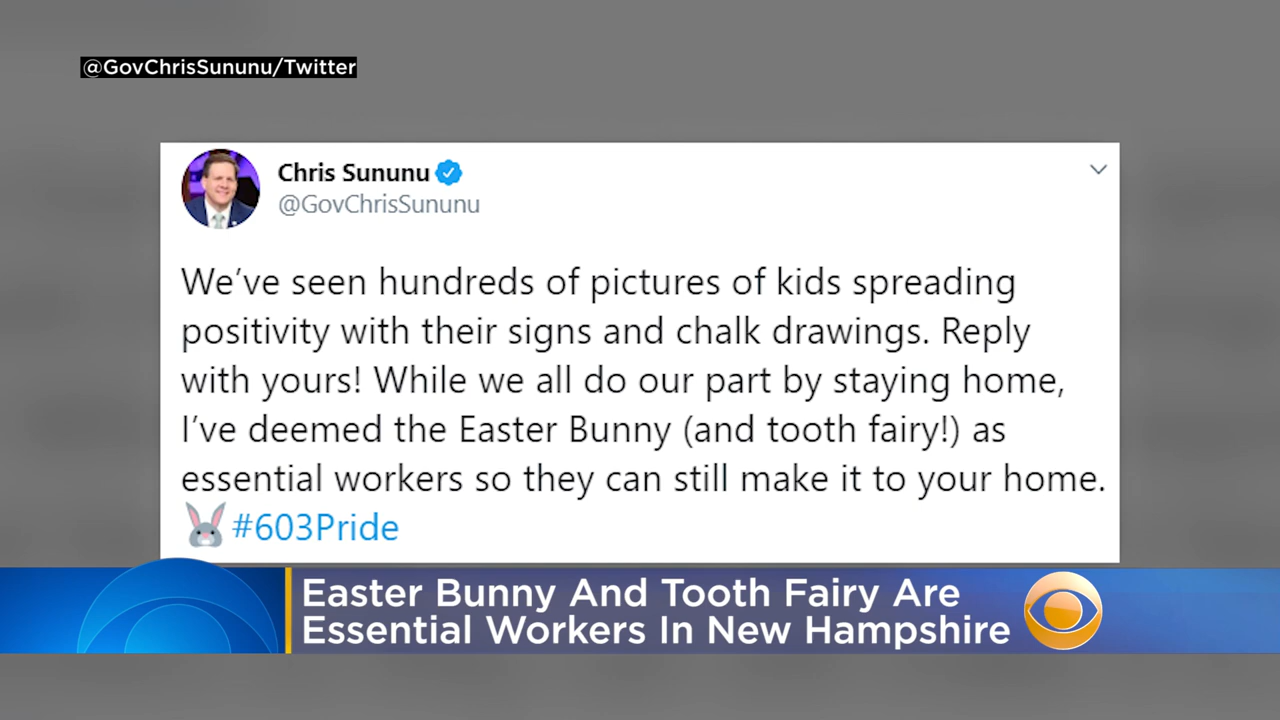 @GovChrisSununu/Twitter
Chris Sununu
@GovChrisSununu
We’ve seen hundreds of pictures of kids spreading
positivity with their signs and chalk drawings. Reply
with yours! While we all do our part by staying home,
I’ve deemed the Easter Bunny (and tooth fairy!) as
essential workers so they can still make it to your home.
#603Pride
Easter Bunny And Tooth Fairy Are
Essential Workers In New Hampshire